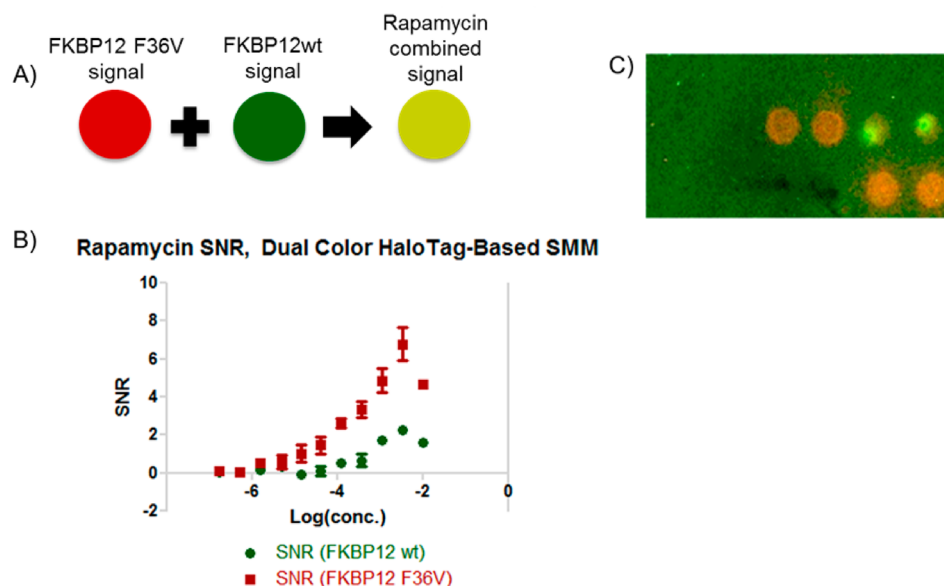 A)
FKBP12 F36V
signal
FKBP12wt
signal
Rapamycin
combined
signal
C)
B)
Rapamycin SNR, Dual Color HaloTag-Based SMM
10
8
6
4
2
0
-2
SNR
-6
-4
-2
0
Log(conc.)
SNR (FKBP12 wt)
SNR (FKBP12 F36V)